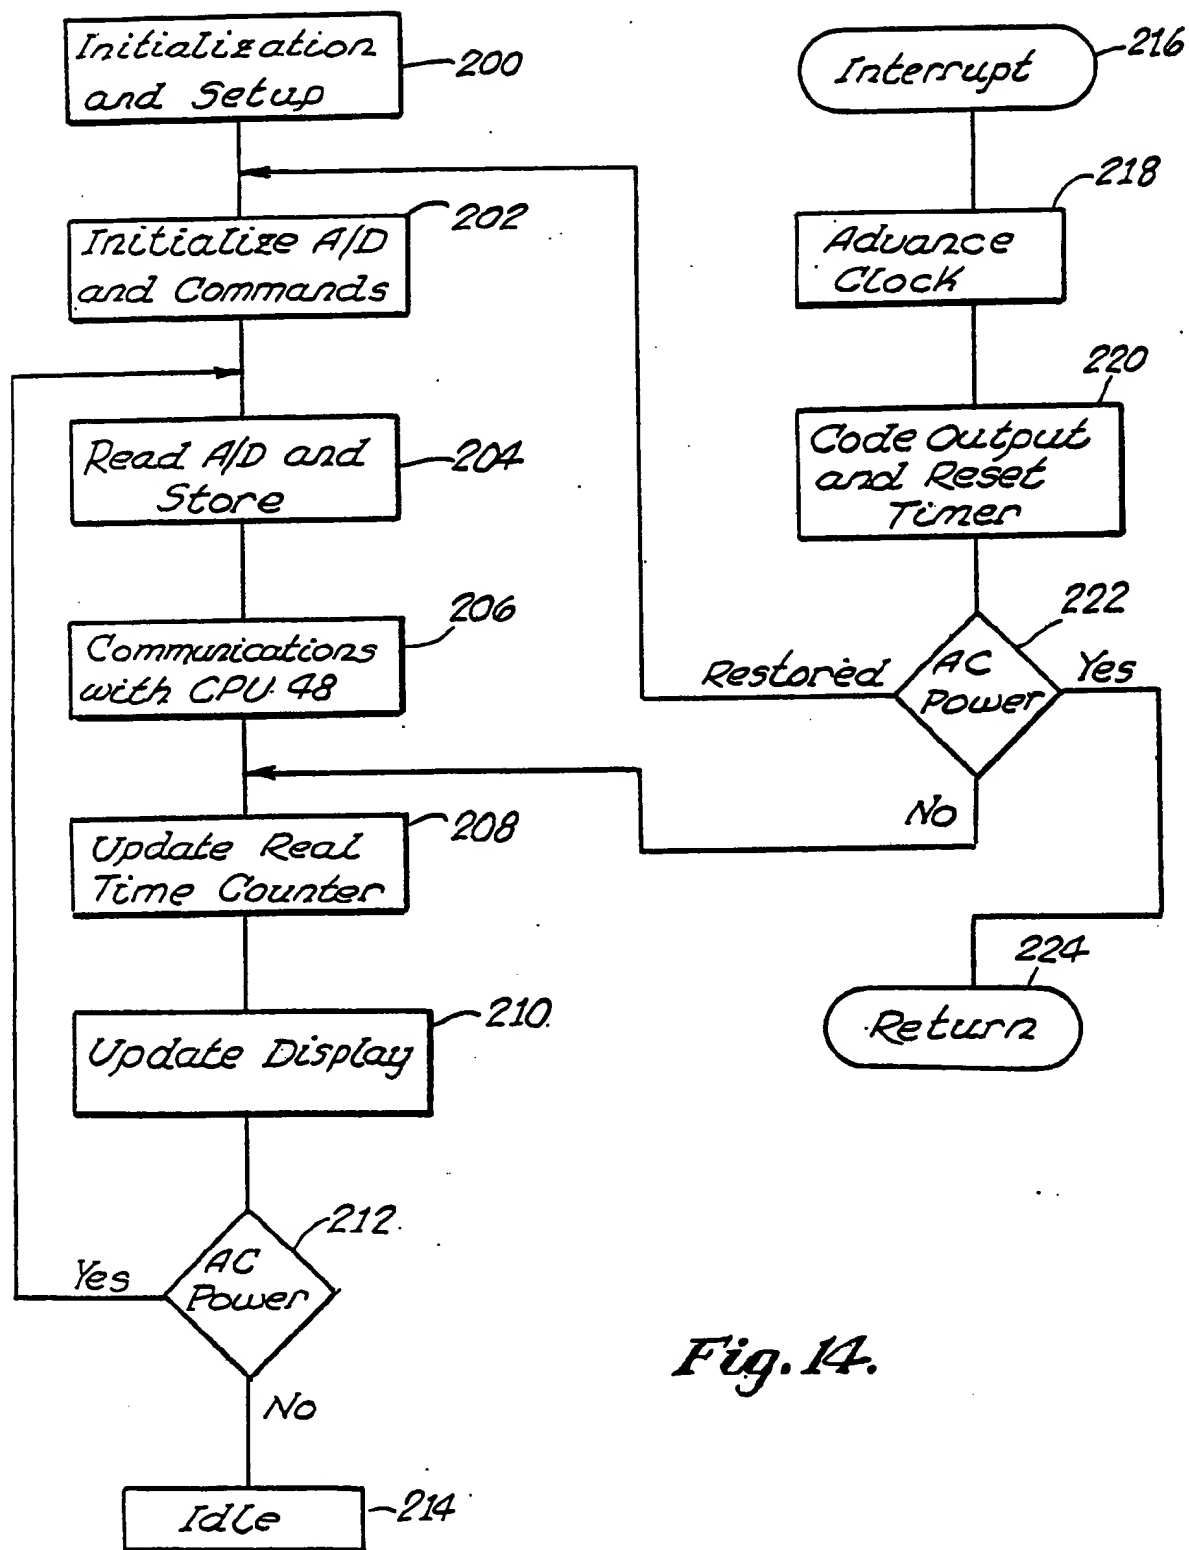 Initialization
and Setup
200
Initialize A/D
and Commands
202
Read A/D and
Store
204
Communications
with CPU 48
206
Update Real
Time Counter
208
Update Display
210
AC
Power
212
Yes
No
Idle
214
Interrupt
216
Advance
Clock
218
Code Output
and Reset
Timer
220
AC
Power
222
Restored
Yes
No
Return
224
Fig. 14.